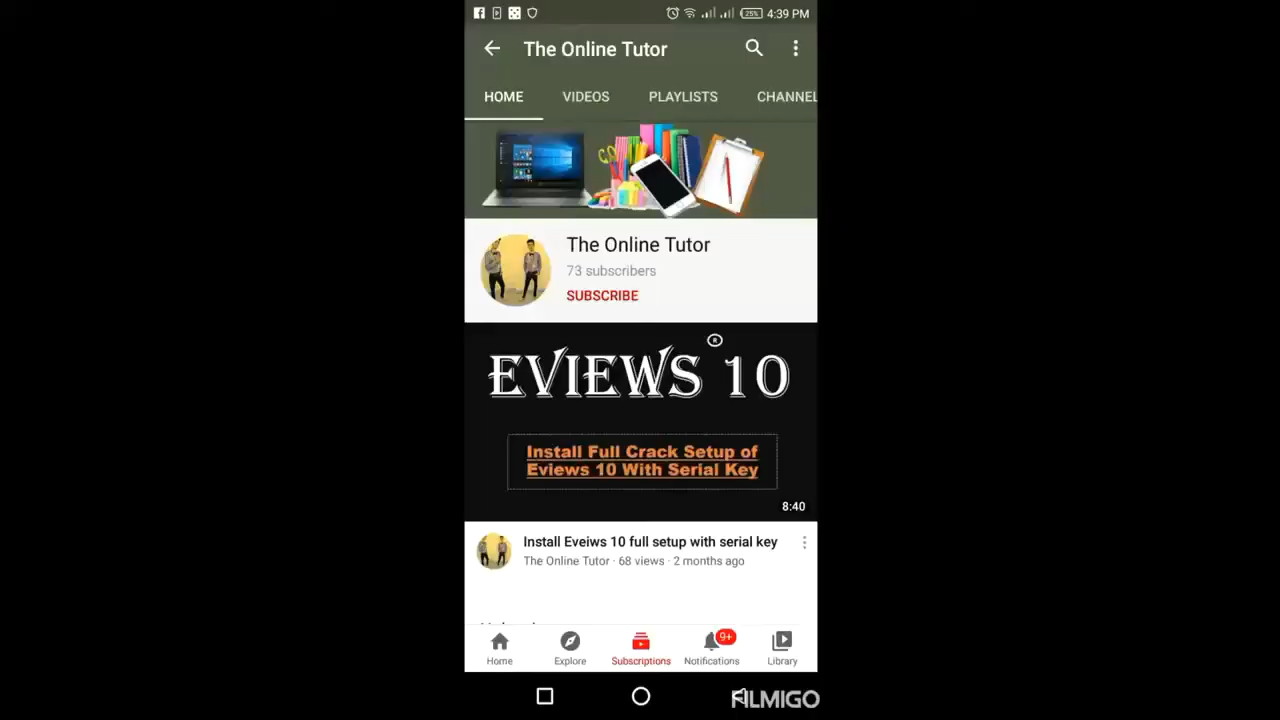 25% 4:39 PM
The Online Tutor
HOME VIDEOS PLAYLISTS CHANNEL
The Online Tutor
73 subscribers
SUBSCRIBE
EVIEWS ® 10
Install Full Crack Setup of
Eviews 10 With Serial Key
8:40
Install Eveiws 10 full setup with serial key
The Online Tutor · 68 views · 2 months ago
9+
Home Explore Subscriptions Notifications Library
FILMIGO